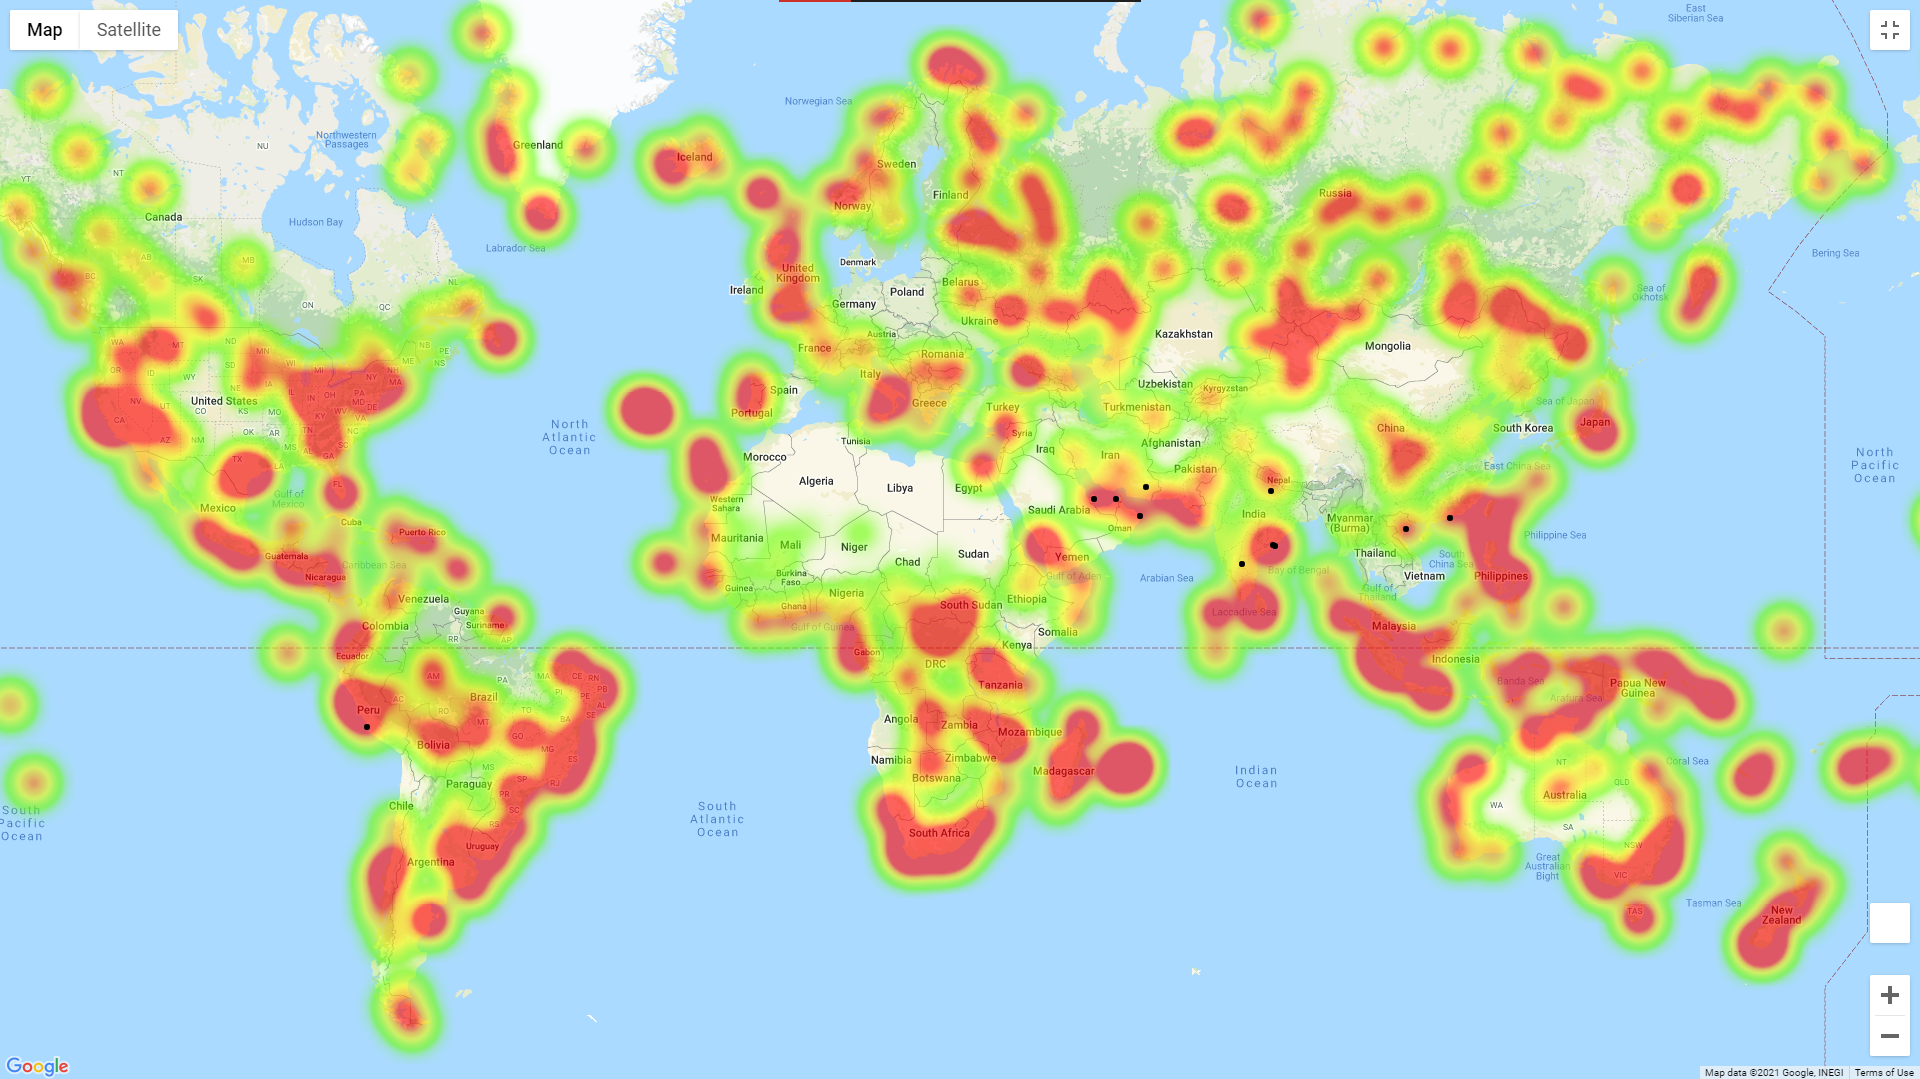 Map
Satellite
East
Siberian Sea
Norwegian Sea
Northwestern
Passages
NU
Greenland
Iceland
Sweden
NT
YT
Finland
Russia
Canada
Norway
Hudson Bay
Labrador Sea
Bering Sea
AB
MB
Denmark
United
Kingdom
BC
SK
NL
Belarus
Sea of
Okhotsk
Ireland
Poland
Germany
ON
QC
Ukraine
Austria
Kazakhstan
WA
MT
ND
MN
NB
PE
France
Romania
Mongolia
NS
OR
ID
WI
MI
NH
WY
SD
NY
MA
Italy
Uzbekistan
Kyrgyzstan
Spain
NV
UT
United States
NE
IL
IN
OH
PA
Portugal
Greece
Turkey
Turkmenistan
Sea of Japan
CO
KS
MO
KY
WV
VA
MD
DE
CA
North
Atlantic
Ocean
Syria
China
South Korea
Japan
AZ
NM
OK
AR
TN
NC
SC
Tunisia
Iraq
Afghanistan
MS
AL
GA
TX
LA
Morocco
Iran
Pakistan
East China Sea
North
Pacific
Ocean
FL
Algeria
Libya
Egypt
Nepal
Gulf of
Mexico
Mexico
Western
Sahara
Saudi Arabia
India
Cuba
Puerto Rico
Oman
Myanmar
(Burma)
Philippine Sea
Mauritania
Mali
Niger
Chad
Sudan
Yemen
Thailand
South
China Sea
Guatemala
Caribbean Sea
Nicaragua
Burkina
Faso
Gulf of Aden
Arabian Sea
Bay of Bengal
Vietnam
Philippines
Guinea
Gulf of
Thailand
Venezuela
Nigeria
Ghana
South Sudan
Ethiopia
Guyana
Suriname
Laccadive Sea
Colombia
RR
AP
Gulf of Guinea
Somalia
Malaysia
Kenya
Ecuador
Gabon
DRC
Indonesia
AM
PA
MA
CE
RN
PB
Tanzania
Banda Sea
Papua New
Guinea
Peru
AC
Brazil
PI
PE
AL
Arafura Sea
RO
TO
SE
BA
Angola
Zambia
MT
Mozambique
Bolivia
GO
MG
Namibia
Zimbabwe
NT
Coral Sea
MS
ES
Botswana
Madagascar
Indian
Ocean
QLD
Paraguay
SP
RJ
Australia
PR
Chile
SC
South
Atlantic
Ocean
WA
South
Pacific
Ocean
RS
South Africa
SA
NSW
Uruguay
Argentina
Great
Australian
Bight
VIC
Tasman Sea
TAS
New
Zealand
Google
Map data ©2021 Google, INEGI
Terms of Use